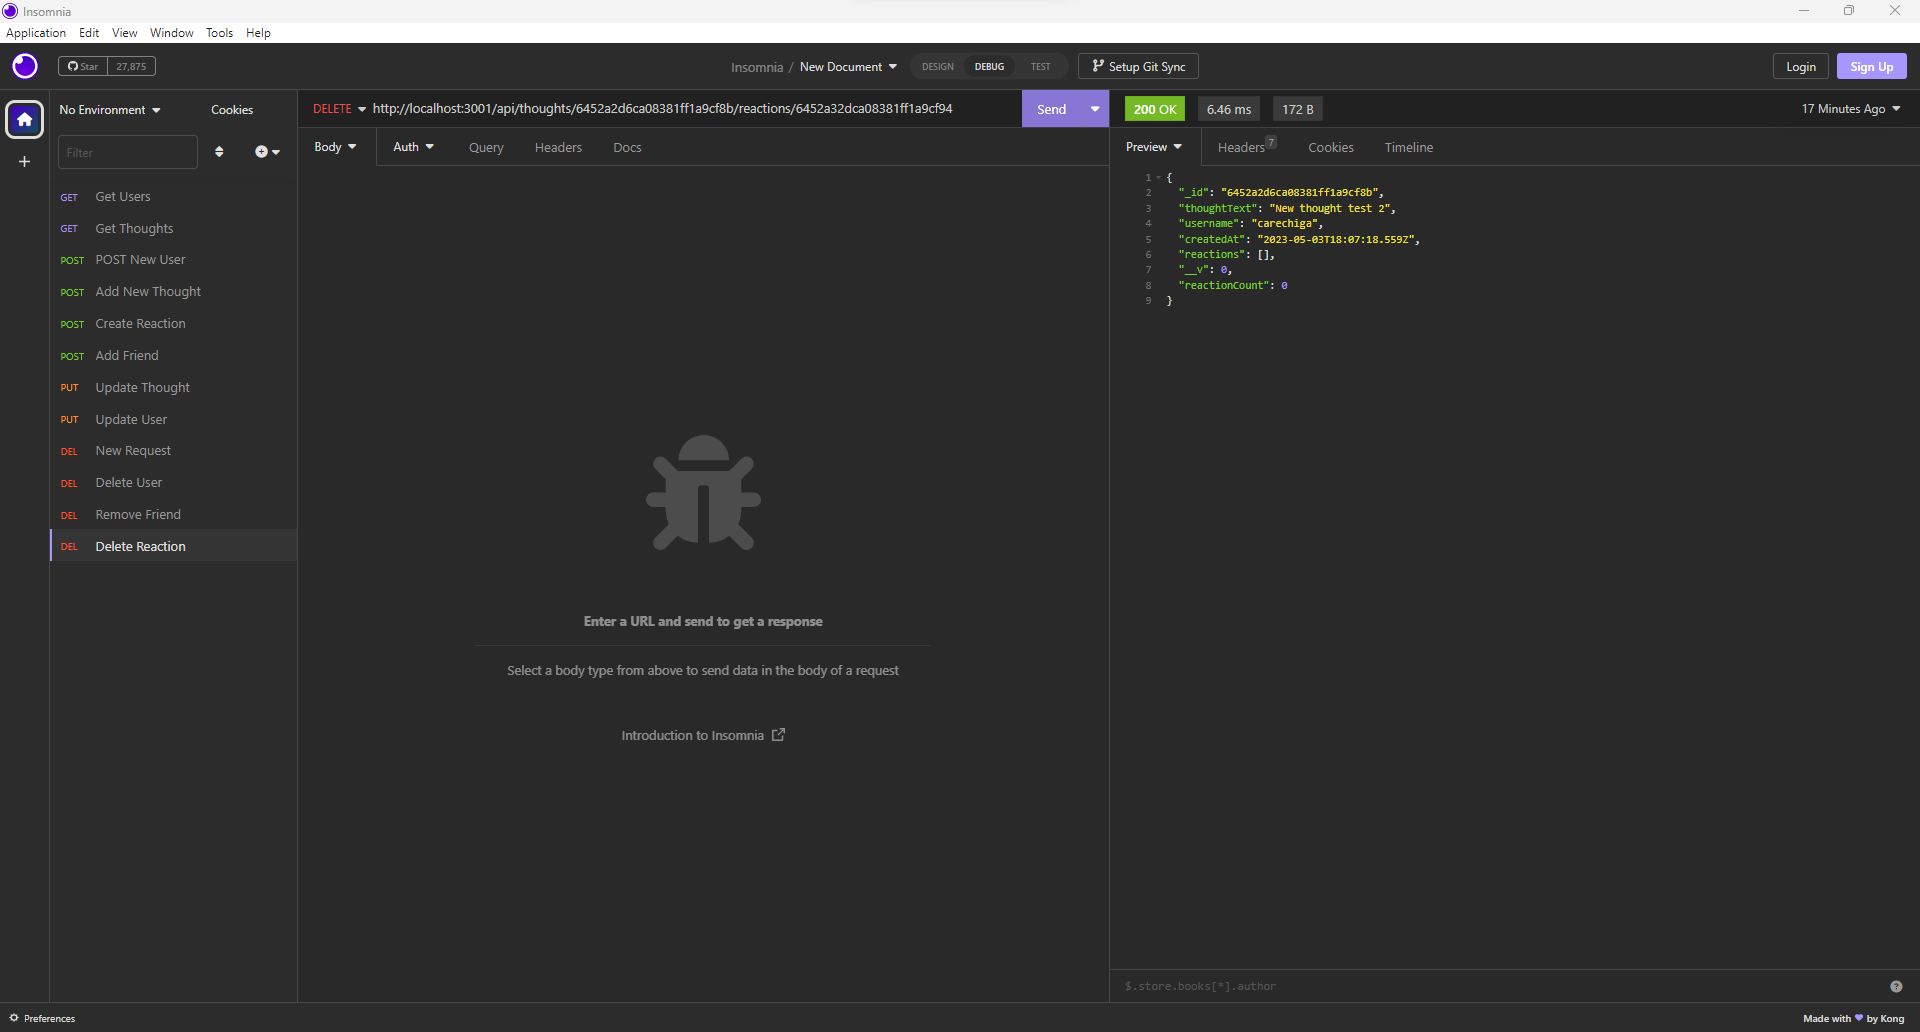 Insomnia
Application Edit View Window Tools Help
Star 27,875
Insomnia / New Document
DESIGN DEBUG TEST
Setup Git Sync
Login Sign Up
No Environment
Cookies
Filter
GET Get Users
GET Get Thoughts
POST POST New User
POST Add New Thought
POST Create Reaction
POST Add Friend
PUT Update Thought
PUT Update User
DEL New Request
DEL Delete User
DEL Remove Friend
DEL Delete Reaction
DELETE http://localhost:3001/api/thoughts/6452a2d6ca08381ff1a9cf8b/reactions/6452a32dca08381ff1a9cf94
Send
Body Auth Query Headers Docs
Enter a URL and send to get a response
Select a body type from above to send data in the body of a request
Introduction to Insomnia
200 OK 6.46 ms 172 B
17 Minutes Ago
Preview Headers 7 Cookies Timeline
1 {
2 "_id": "6452a2d6ca08381ff1a9cf8b",
3 "thoughtText": "New thought test 2",
4 "username": "carechiga",
5 "createdAt": "2023-05-03T18:07:18.559Z",
6 "reactions": [],
7 "__v": 0,
8 "reactionCount": 0
9 }
$.store.books[*].author
Preferences
Made with ♥ by Kong